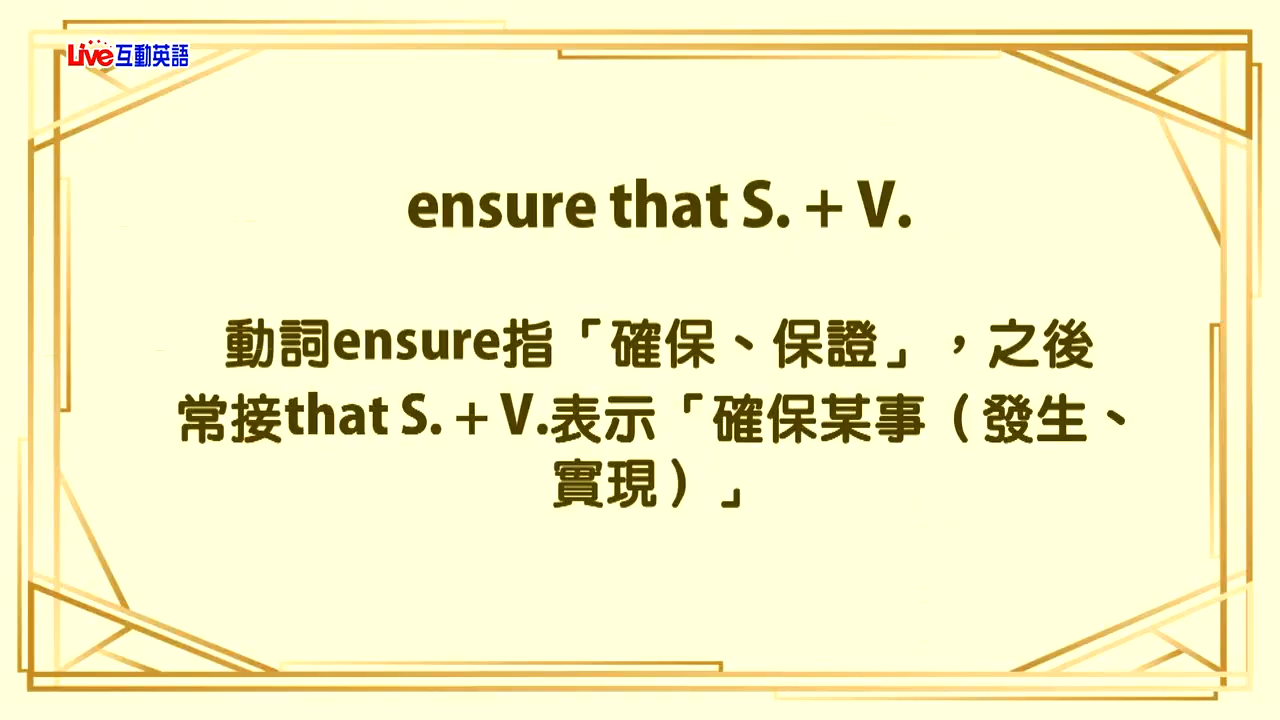 Live互動英語
ensure that S. + V.
動詞ensure指「確保、保證」，之後
常接that S. + V.表示「確保某事（發生、
實現）」